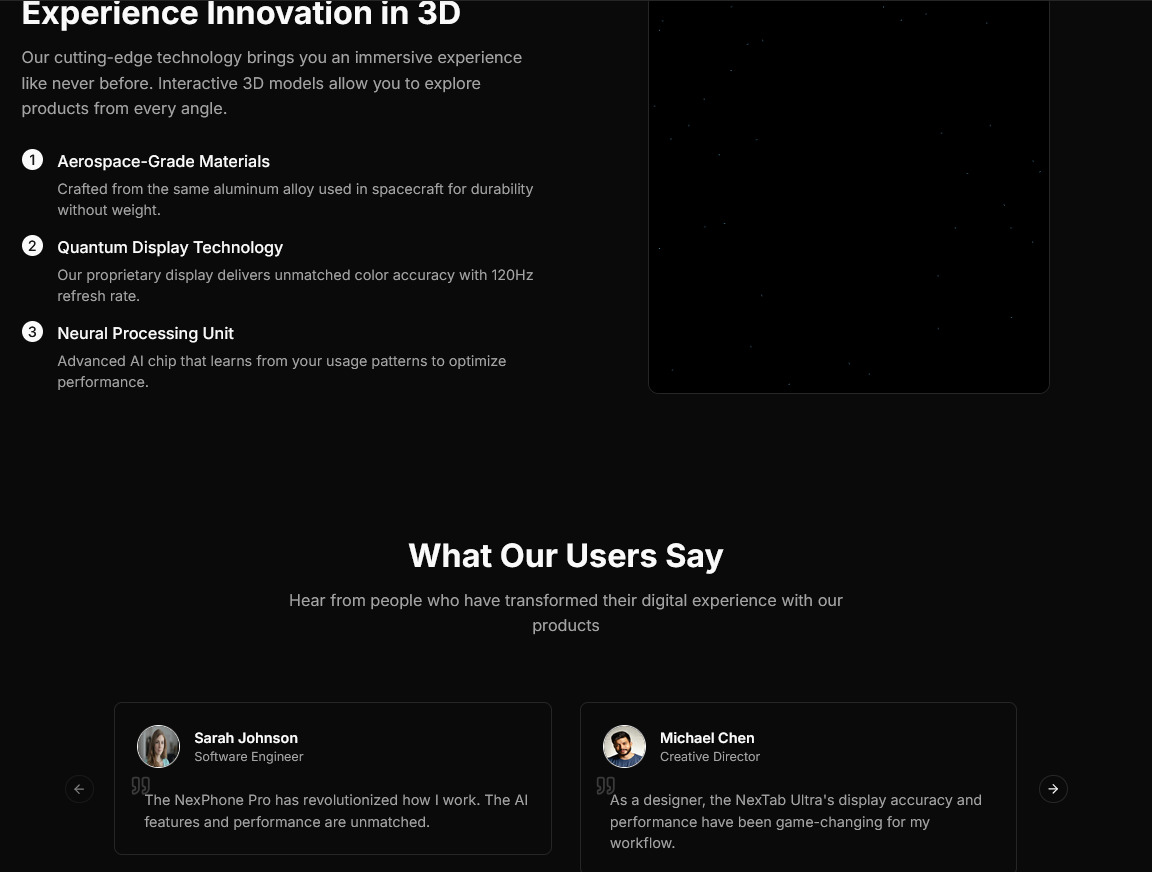 Experience Innovation in 3D
Our cutting-edge technology brings you an immersive experience
like never before. Interactive 3D models allow you to explore
products from every angle.
1 Aerospace-Grade Materials
Crafted from the same aluminum alloy used in spacecraft for durability
without weight.
2 Quantum Display Technology
Our proprietary display delivers unmatched color accuracy with 120Hz
refresh rate.
3 Neural Processing Unit
Advanced AI chip that learns from your usage patterns to optimize
performance.
What Our Users Say
Hear from people who have transformed their digital experience with our
products
Sarah Johnson
Software Engineer
The NexPhone Pro has revolutionized how I work. The AI
features and performance are unmatched.
Michael Chen
Creative Director
As a designer, the NexTab Ultra's display accuracy and
performance have been game-changing for my
workflow.